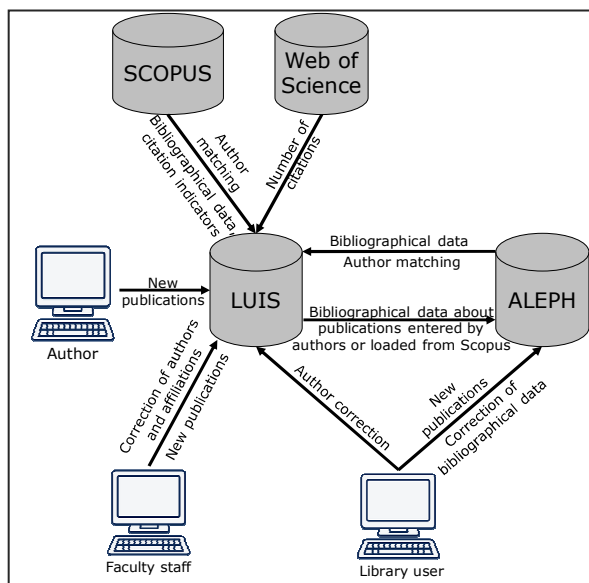 SCOPUS
Web of
Science
Author
matching
Bibliographical data,
citation indicators
Number of
citations
Bibliographical data
Author matching
New
publications
LUIS
ALEPH
Bibliographical data about
publications entered by
authors or loaded from Scopus
Author
Correction of authors
and affiliations
New publications
Author correction
New
publications
Correction of
bibliographical data
Faculty staff
Library user